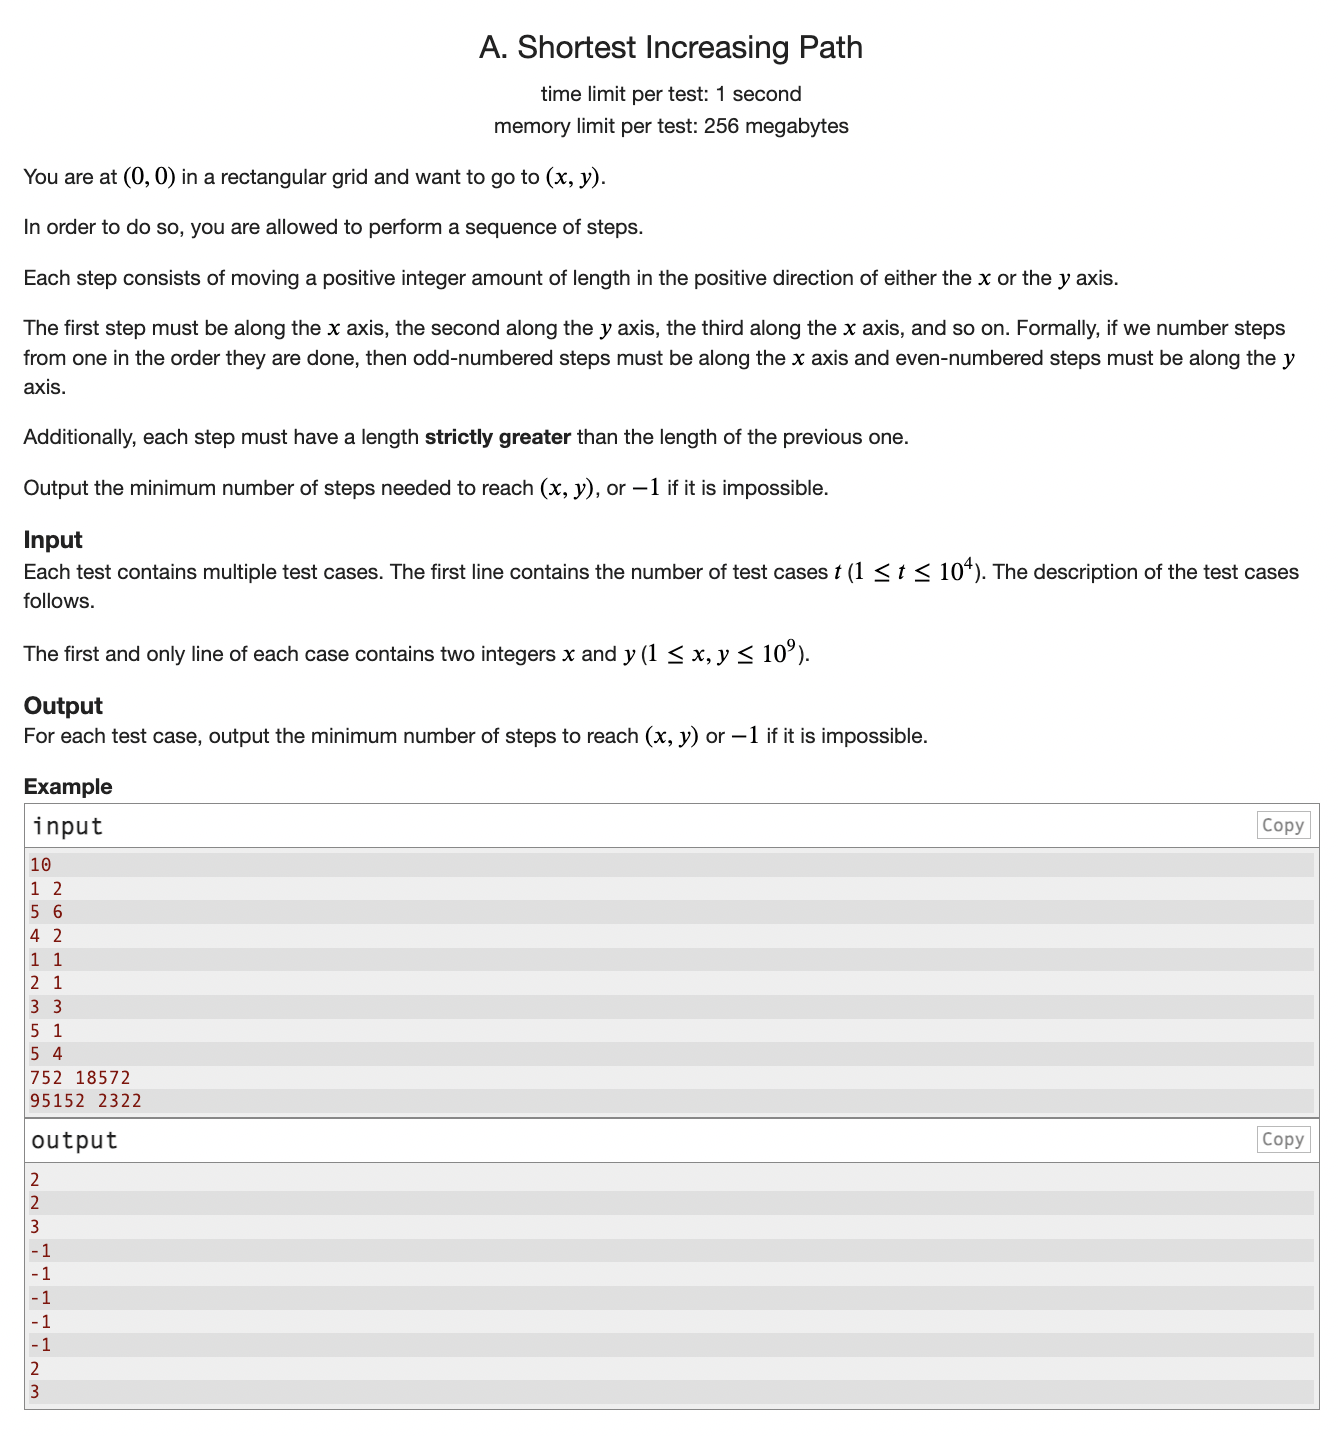 A. Shortest Increasing Path
time limit per test: 1 second
memory limit per test: 256 megabytes
You are at (0, 0) in a rectangular grid and want to go to (x, y).
In order to do so, you are allowed to perform a sequence of steps.
Each step consists of moving a positive integer amount of length in the positive direction of either the x or the y axis.
The first step must be along the x axis, the second along the y axis, the third along the x axis, and so on. Formally, if we number steps
from one in the order they are done, then odd-numbered steps must be along the x axis and even-numbered steps must be along the y
axis.
Additionally, each step must have a length strictly greater than the length of the previous one.
Output the minimum number of steps needed to reach (x, y), or −1 if it is impossible.
Input
Each test contains multiple test cases. The first line contains the number of test cases t (1 ≤ t ≤ 10⁴). The description of the test cases
follows.
The first and only line of each case contains two integers x and y (1 ≤ x, y ≤ 10⁹).
Output
For each test case, output the minimum number of steps to reach (x, y) or −1 if it is impossible.
Example
input Copy
10
1 2
5 6
4 2
1 1
2 1
3 3
5 1
5 4
752 18572
95152 2322
output Copy
2
2
3
-1
-1
-1
-1
-1
2
3